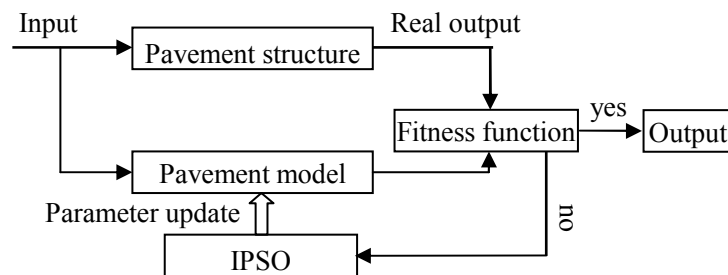 Input
Real output
Pavement structure
yes
Fitness function
Output
Pavement model
no
Parameter update
IPSO